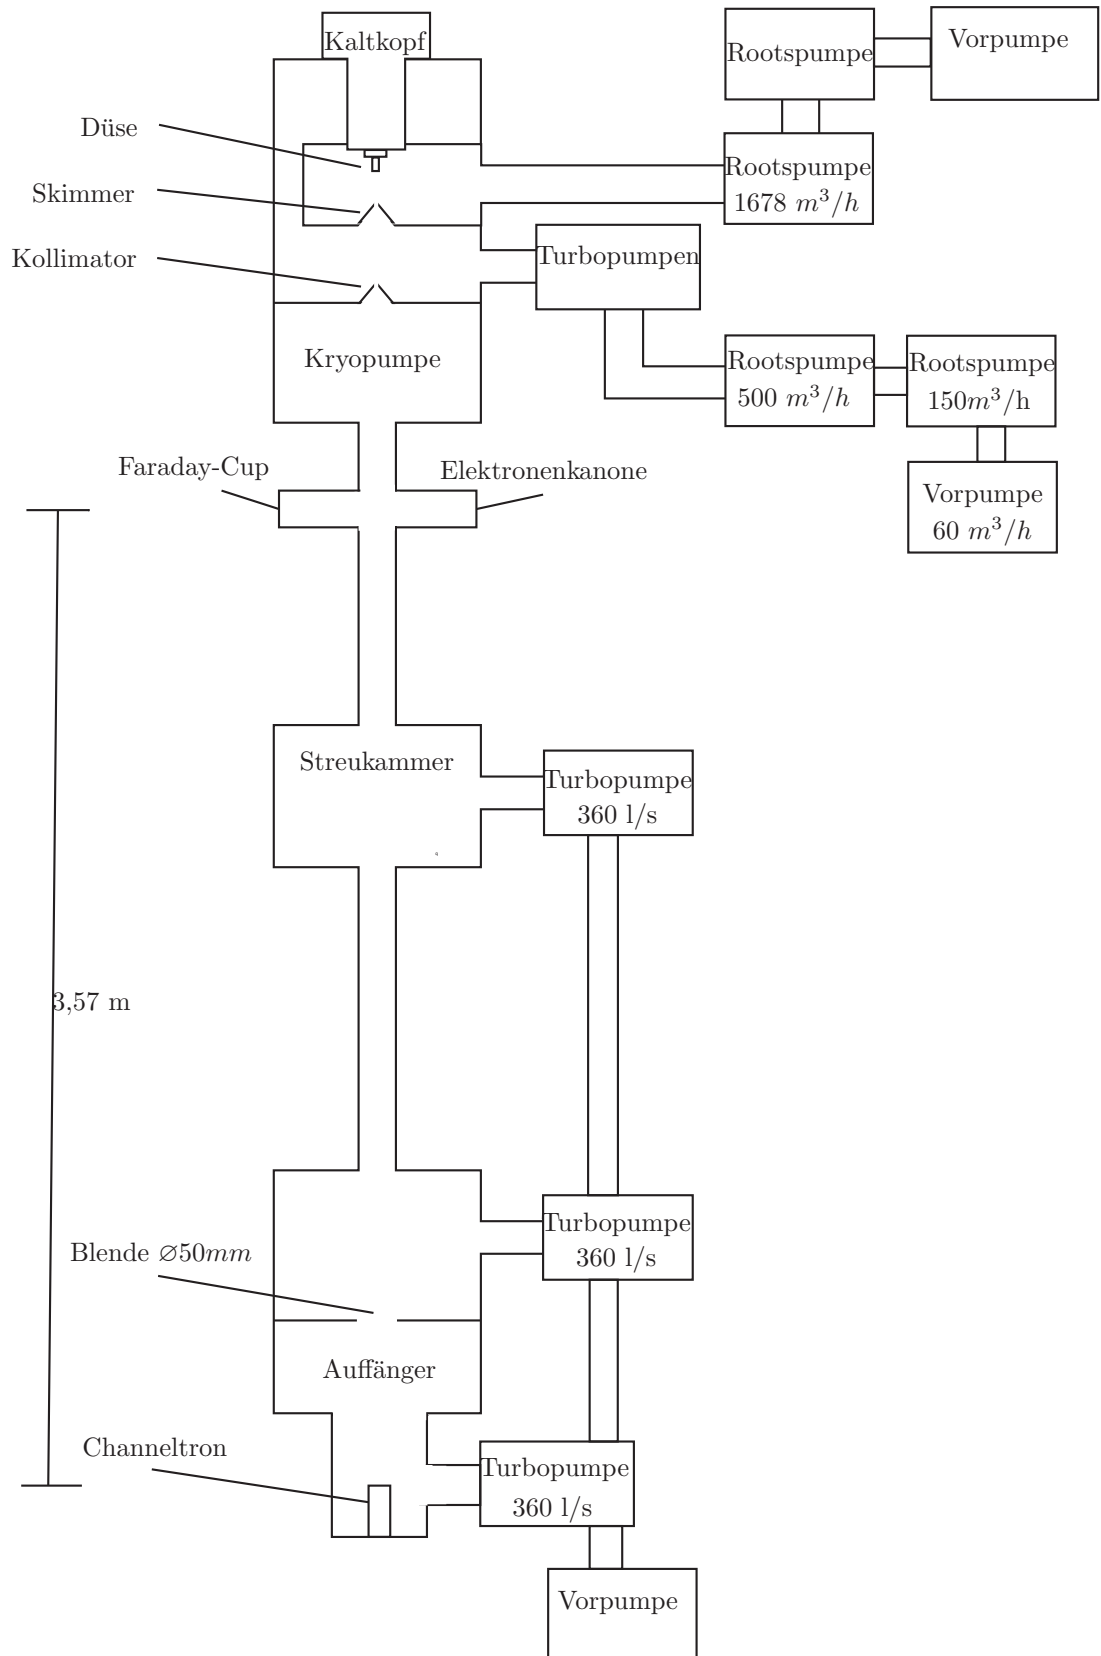 Kaltkopf
Rootspumpe
Vorpumpe
Düse
Rootspumpe
1678 m³/h
Skimmer
Turbopumpen
Kollimator
Kryopumpe
Rootspumpe
500 m³/h
Rootspumpe
150m³/h
Faraday-Cup
Elektronenkanone
Vorpumpe
60 m³/h
Streukammer
Turbopumpe
360 l/s
3,57 m
Turbopumpe
360 l/s
Blende ∅50mm
Auffänger
Channeltron
Turbopumpe
360 l/s
Vorpumpe